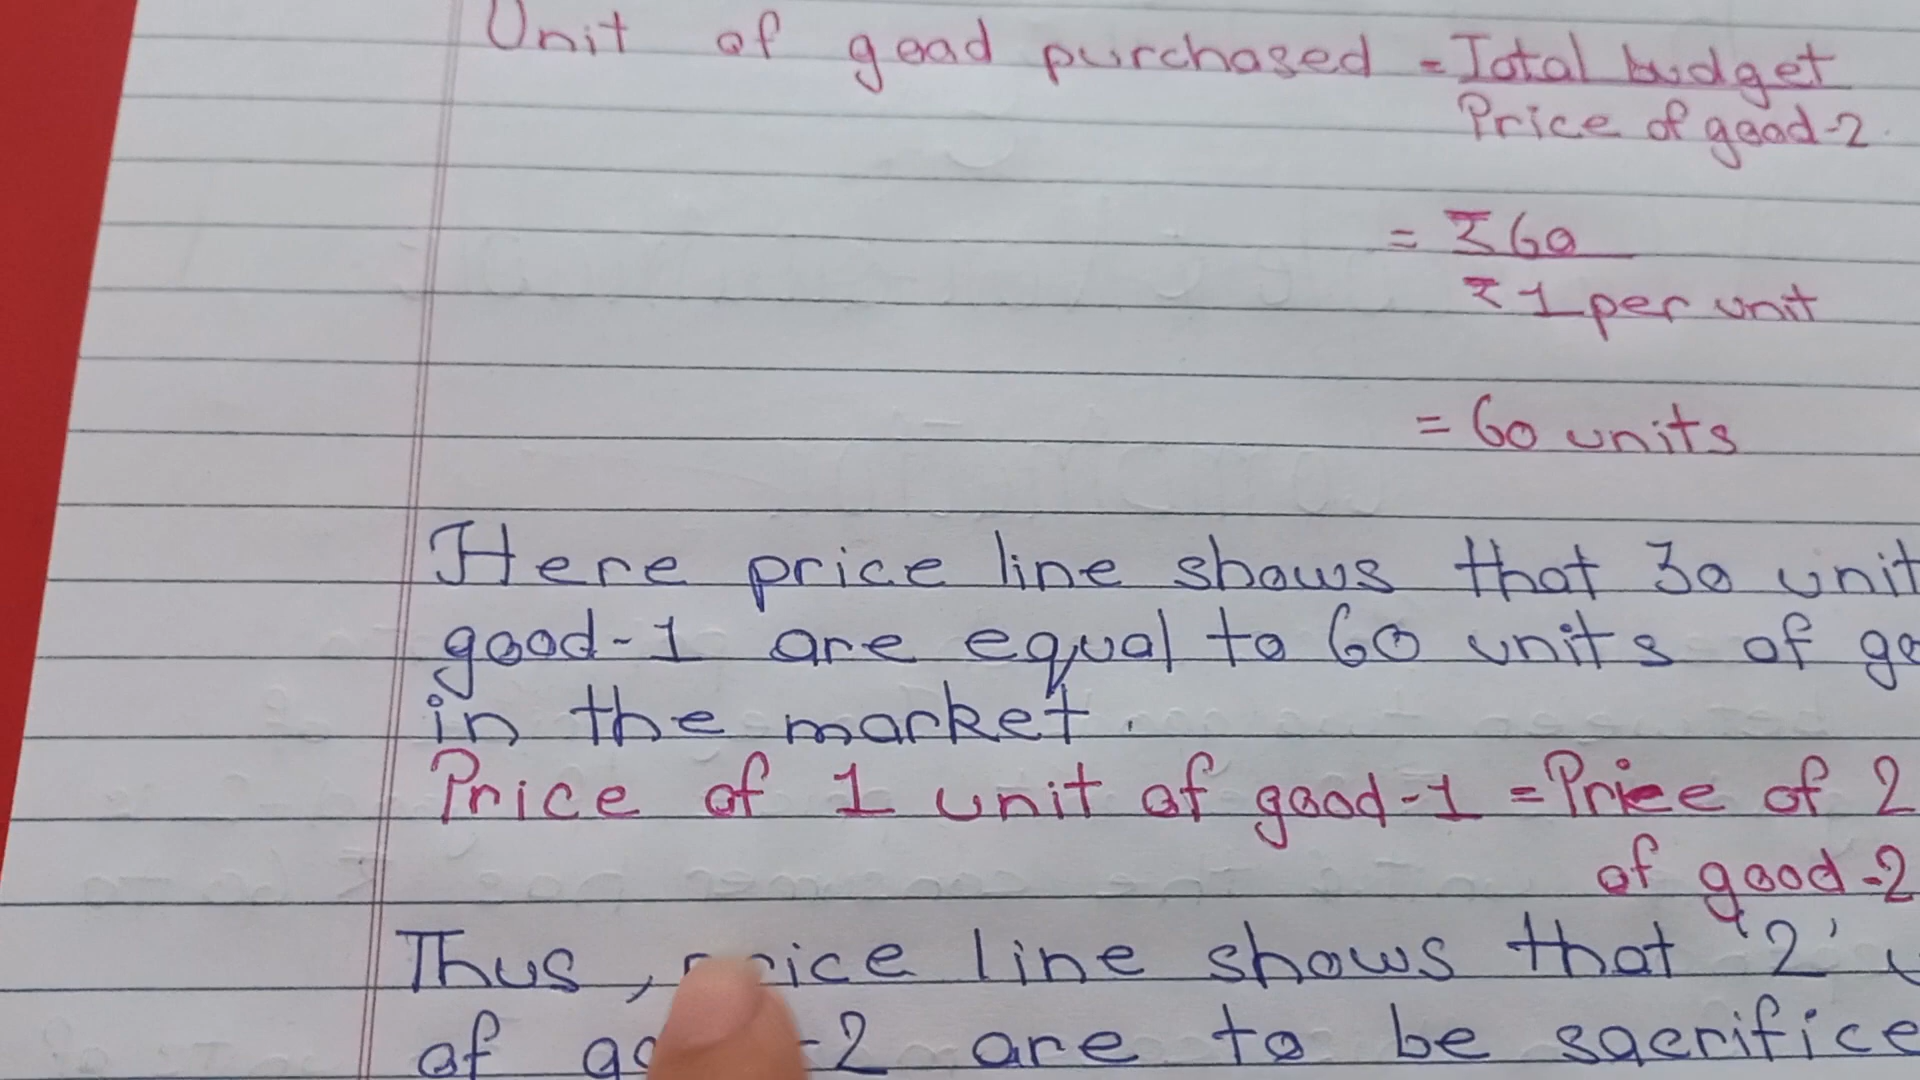 Unit of good purchased = Total budget
Price of good-2
= ₹60
₹1 per unit
= 60 units
Here price line shows that 30 unit
good-1 are equal to 60 units of go
in the market.
Price of 1 unit of good-1 = Price of 2
of good-2
Thus, price line shows that '2'
of go -2 are to be sacrifice